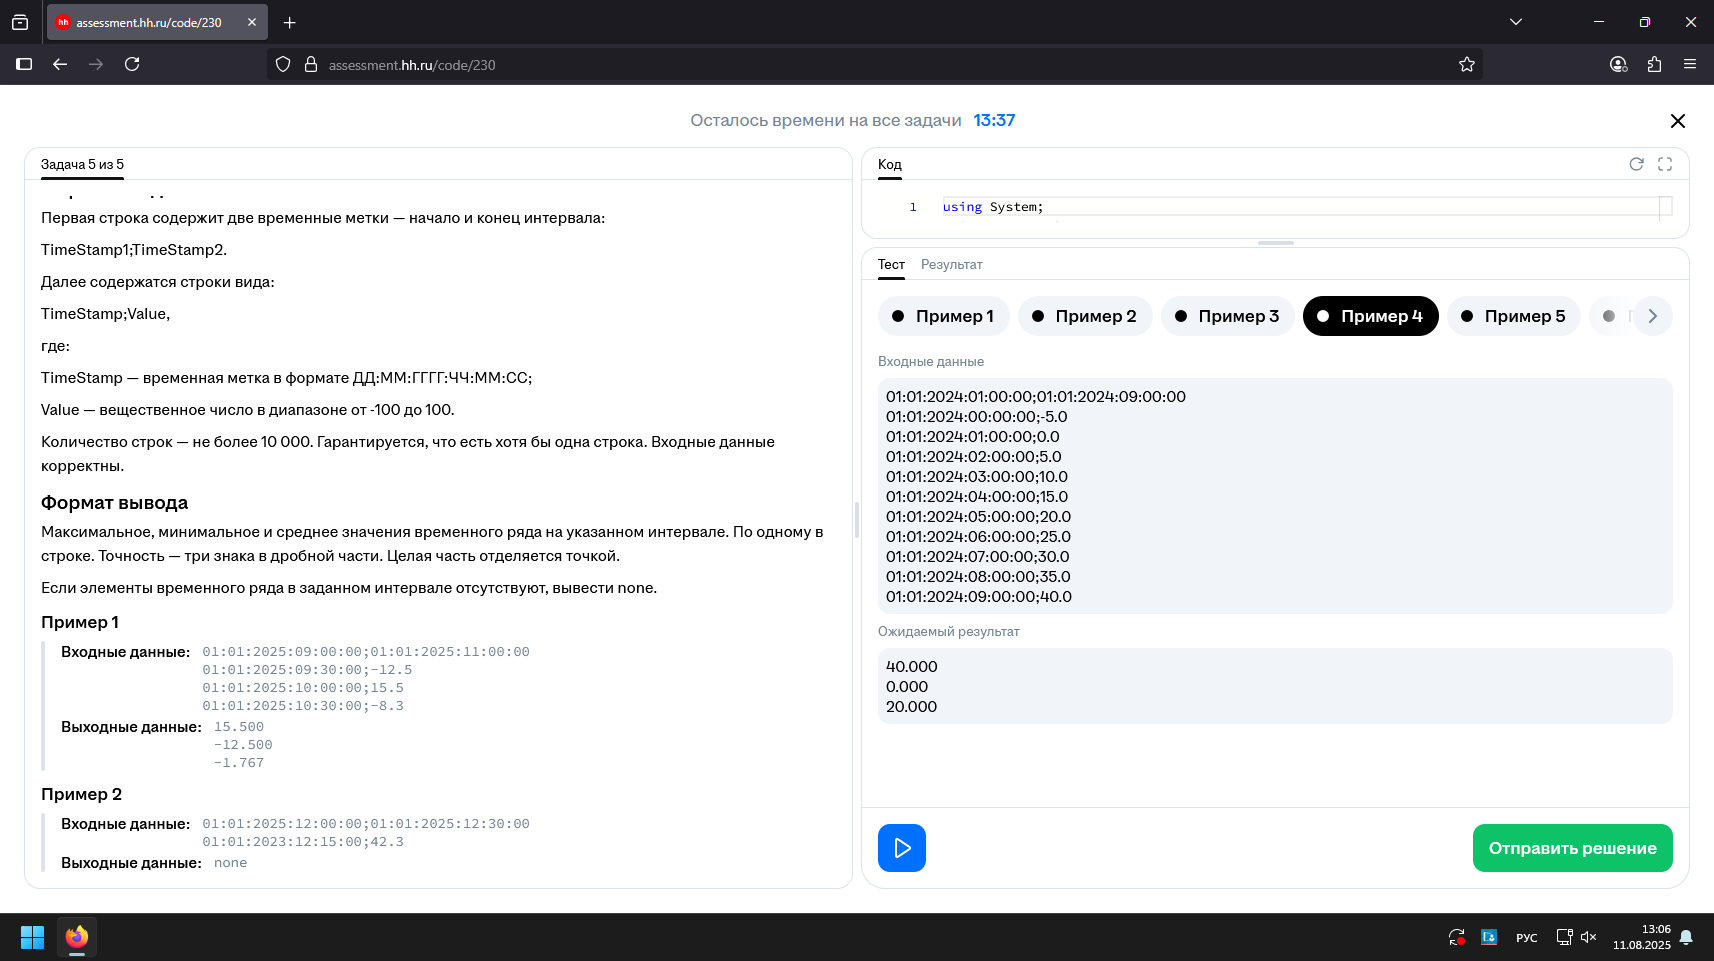 assessment.hh.ru/code/230
assessment.hh.ru/code/230
Осталось времени на все задачи 13:37
Задача 5 из 5
Первая строка содержит две временные метки — начало и конец интервала:
TimeStamp1;TimeStamp2.
Далее содержатся строки вида:
TimeStamp;Value,
где:
TimeStamp — временная метка в формате ДД:ММ:ГГГГ:ЧЧ:ММ:СС;
Value — вещественное число в диапазоне от -100 до 100.
Количество строк — не более 10 000. Гарантируется, что есть хотя бы одна строка. Входные данные
корректны.
Формат вывода
Максимальное, минимальное и среднее значения временного ряда на указанном интервале. По одному в
строке. Точность — три знака в дробной части. Целая часть отделяется точкой.
Если элементы временного ряда в заданном интервале отсутствуют, вывести none.
Пример 1
Входные данные: 01:01:2025:09:00:00;01:01:2025:11:00:00
01:01:2025:09:30:00;-12.5
01:01:2025:10:00:00;15.5
01:01:2025:10:30:00;-8.3
Выходные данные: 15.500
-12.500
-1.767
Пример 2
Входные данные: 01:01:2025:12:00:00;01:01:2025:12:30:00
01:01:2023:12:15:00;42.3
Выходные данные: none
Код
1 using System;
Тест Результат
Пример 1 Пример 2 Пример 3 Пример 4 Пример 5
Входные данные
01:01:2024:01:00:00;01:01:2024:09:00:00
01:01:2024:00:00:00;-5.0
01:01:2024:01:00:00;0.0
01:01:2024:02:00:00;5.0
01:01:2024:03:00:00;10.0
01:01:2024:04:00:00;15.0
01:01:2024:05:00:00;20.0
01:01:2024:06:00:00;25.0
01:01:2024:07:00:00;30.0
01:01:2024:08:00:00;35.0
01:01:2024:09:00:00;40.0
Ожидаемый результат
40.000
0.000
20.000
Отправить решение
РУС
13:06
11.08.2025